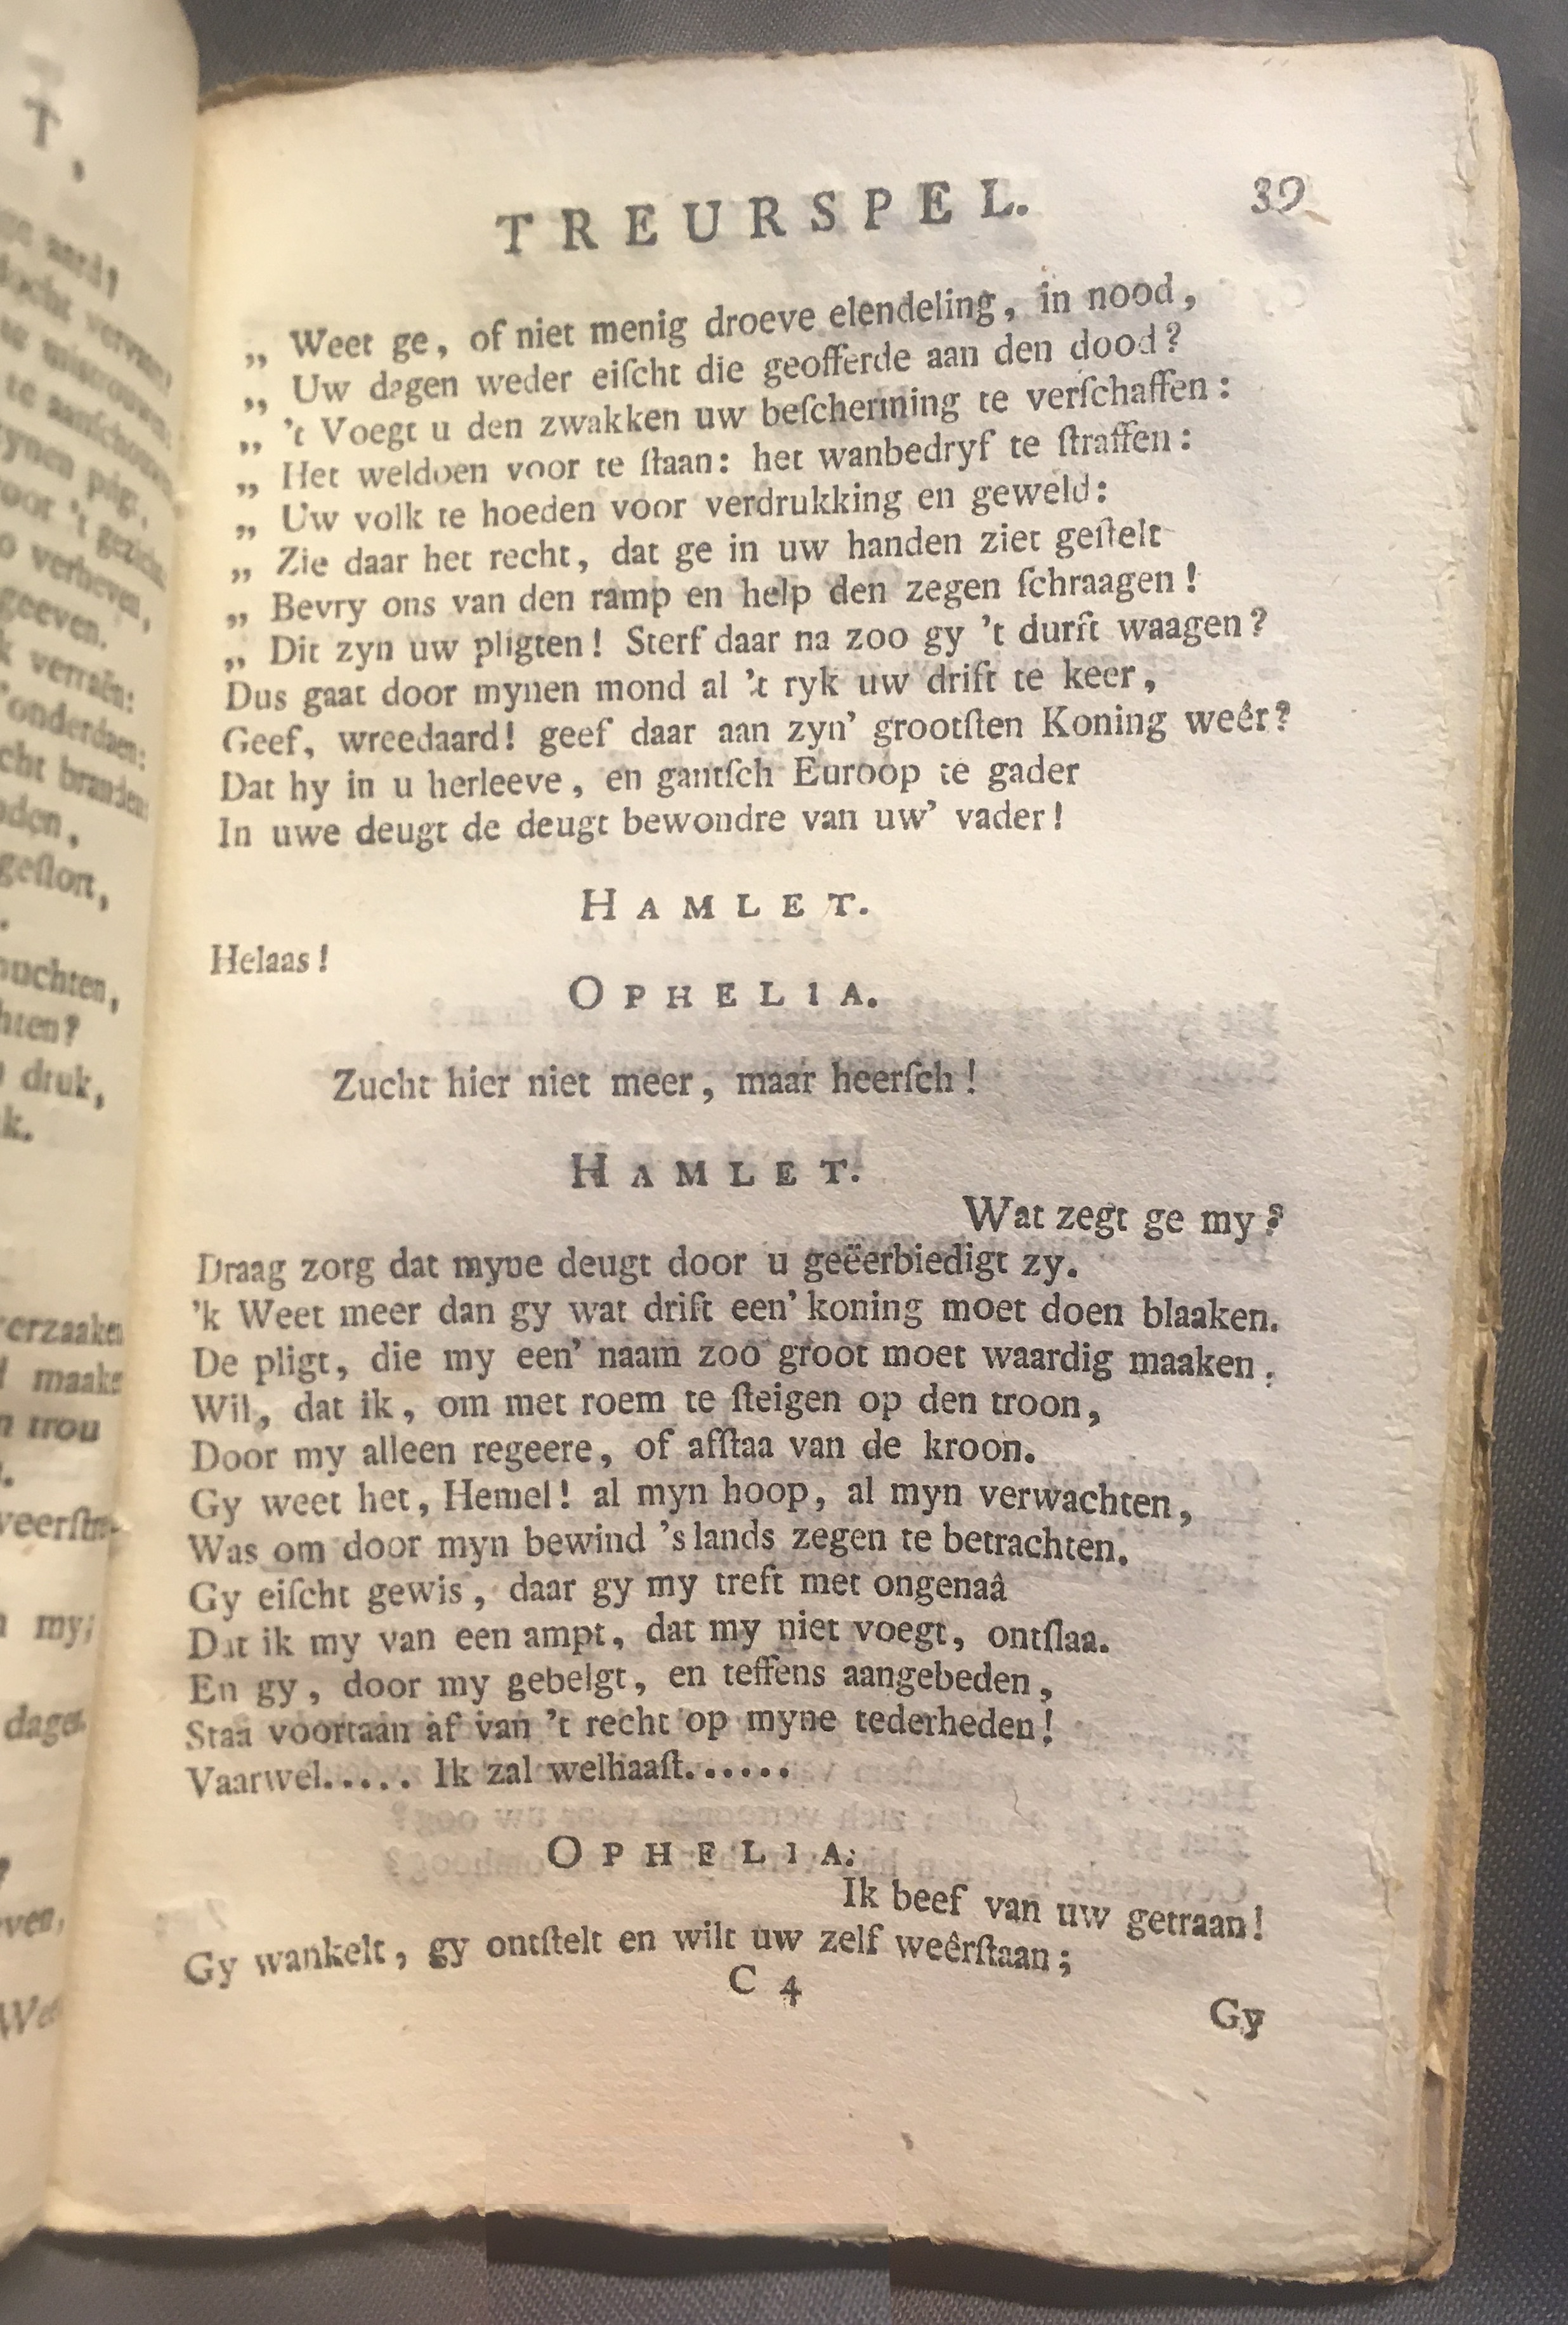 T,
aard?
te
voor 't gezicht
verheven,
geeven.
verraên:
onderdaen:
branden:
geſtort,
druk,
trou
my;
TREURSPEL. 39
„ Weet ge, of niet menig droeve elendeling, in nood,
„ Uw dagen weder eiſcht die geofferde aan den dood?
„ 't Voegt u den zwakken uw beſcherming te verſchaffen:
„ Het weldoen voor te ſtaan: het wanbedryf te ſtraffen:
„ Uw volk te hoeden voor verdrukking en geweld:
„ Zie daar het recht, dat ge in uw handen ziet geſtelt
„ Bevry ons van den ramp en help den zegen ſchraagen!
„ Dit zyn uw pligten! Sterf daar na zoo gy 't durft waagen?
Dus gaat door mynen mond al 't ryk uw drift te keer,
Geef, wreedaard! geef daar aan zyn' grootſten Koning weêr?
Dat hy in u herleeve, en gantſch Euroop te gader
In uwe deugt de deugt bewondre van uw' vader!
HAMLET.
Helaas!
OPHELIA.
Zucht hier niet meer, maar heerſch!
HAMLET.
Wat zegt ge my?
Draag zorg dat myne deugt door u geëerbiedigt zy.
'k Weet meer dan gy wat drift een' koning moet doen blaaken.
De pligt, die my een' naam zoo groot moet waardig maaken,
Wil, dat ik, om met roem te ſteigen op den troon,
Door my alleen regeere, of afſtaa van de kroon.
Gy weet het, Hemel! al myn hoop, al myn verwachten,
Was om door myn bewind 's lands zegen te betrachten.
Gy eiſcht gewis, daar gy my treft met ongenaâ
Dat ik my van een ampt, dat my niet voegt, ontſlaa.
En gy, door my gebelgt, en teffens aangebeden,
Staa voortaan af van 't recht op myne tederheden!
Vaarwel..... Ik zal welhaaſt......
OPHELIA.
Ik beef van uw getraan!
Gy wankelt, gy ontſtelt en wilt uw zelf weêrſtaan;
C 4
Gy